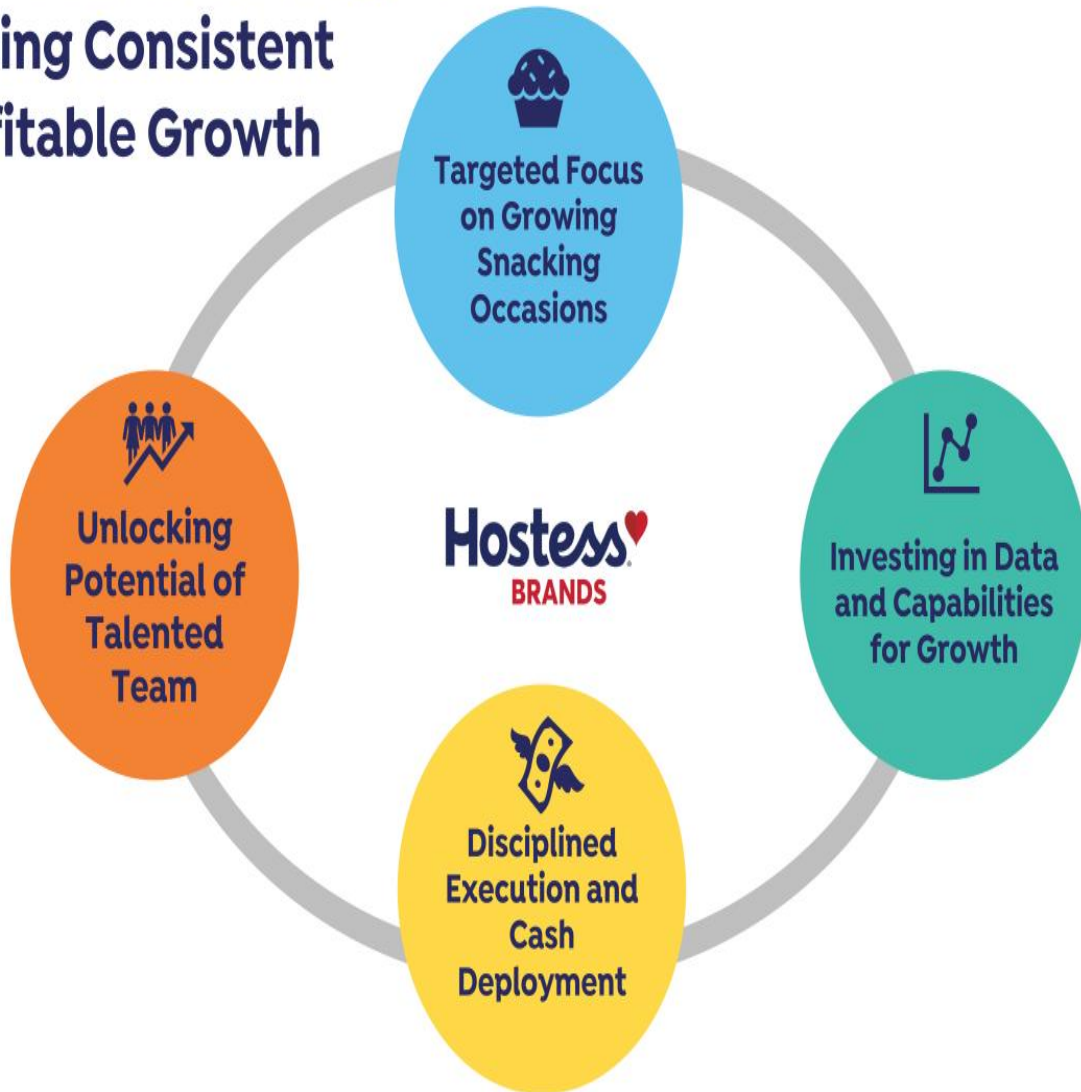 ing Consistent
fitable Growth
Targeted Focus
on Growing
Snacking
Occasions
Unlocking
Potential of
Talented
Team
Hostess
BRANDS
Investing in Data
and Capabilities
for Growth
Disciplined
Execution and
Cash
Deployment